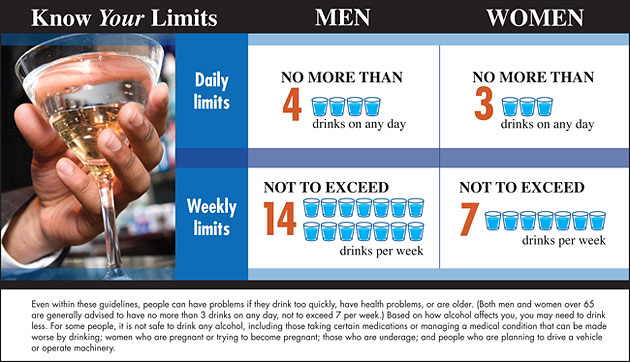 Know Your Limits
MEN
WOMEN
Daily
limits
NO MORE THAN
4
drinks on any day
NO MORE THAN
3
drinks on any day
Weekly
limits
NOT TO EXCEED
14
drinks per week
NOT TO EXCEED
7
drinks per week
Even within these guidelines, people can have problems if they drink too quickly, have health problems, or are older. (Both men and women over 65
are generally advised to have no more than 3 drinks on any day, not to exceed 7 per week.) Based on how alcohol affects you, you may need to drink
less. For some people, it is not safe to drink any alcohol, including those taking certain medications or managing a medical condition that can be made
worse by drinking; women who are pregnant or trying to become pregnant; those who are underage; and people who are planning to drive a vehicle
or operate machinery.